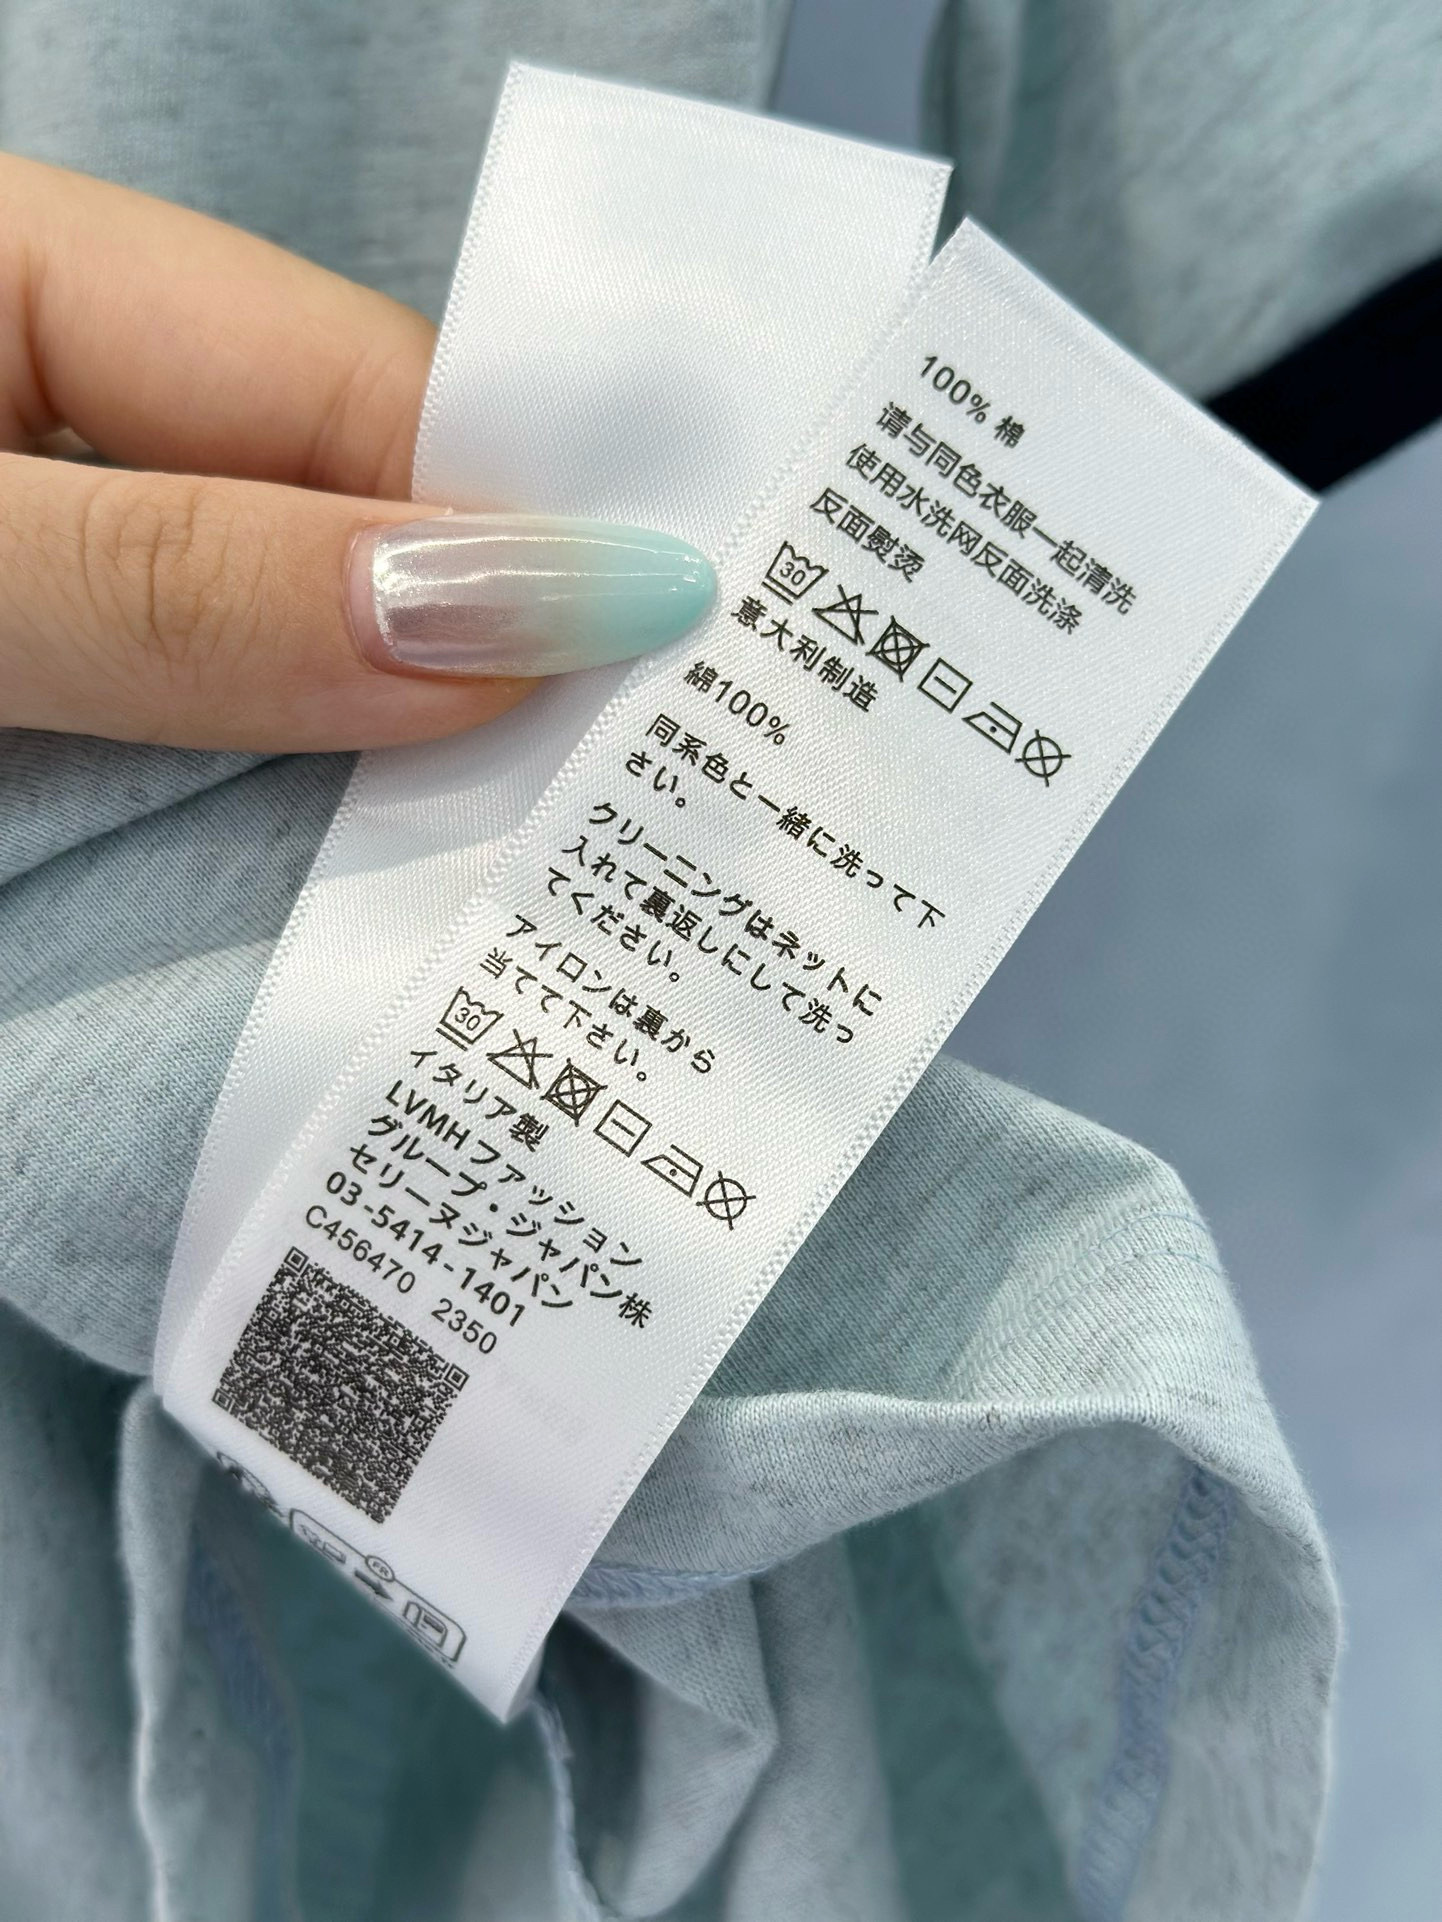 100% 棉
请与同色衣服一起清洗
使用水洗网反面洗涤
反面熨烫
30
意大利制造
綿100%
同系色と一緒に洗って下
さい。
クリーニングはネットに
入れて裏返しにして洗っ
てください。
アイロンは裏から
当てて下さい。
30
イタリア製
LVMH ファッション
グループ・ジャパン株
セリーヌジャパン
03-5414-1401
C456470 2350
FR